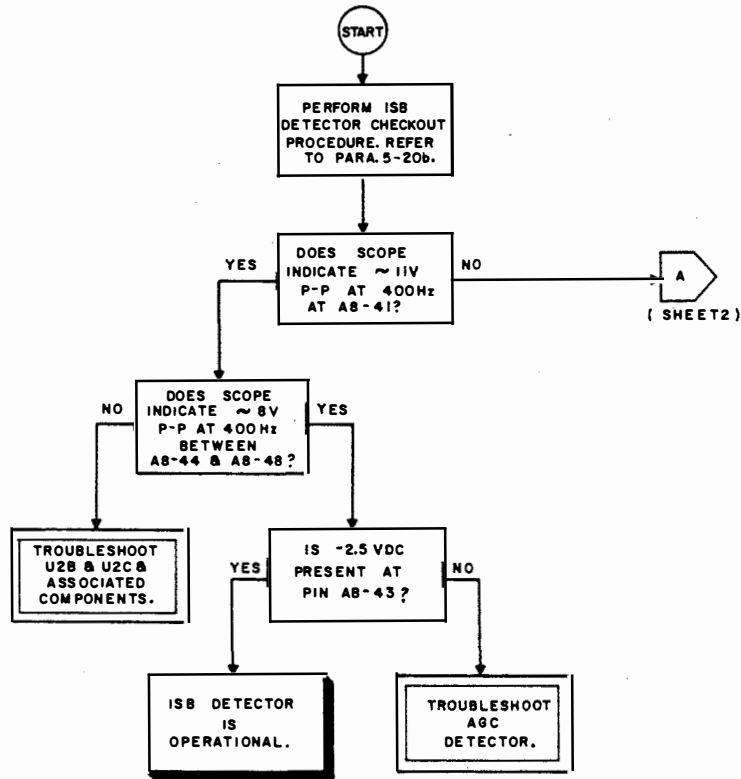 START
PERFORM ISB
DETECTOR CHECKOUT
PROCEDURE. REFER
TO PARA. 5-20b.
DOES SCOPE
INDICATE ~ 11V
P-P AT 400Hz
AT A8-41?
YES
NO
A
( SHEET2 )
DOES SCOPE
INDICATE ~ 8V
P-P AT 400Hz
BETWEEN
A8-44 & A8-48?
NO
YES
TROUBLESHOOT
U2B & U2C &
ASSOCIATED
COMPONENTS.
IS -2.5 VDC
PRESENT AT
PIN A8-43?
YES
NO
ISB DETECTOR
IS
OPERATIONAL.
TROUBLESHOOT
AGC
DETECTOR.